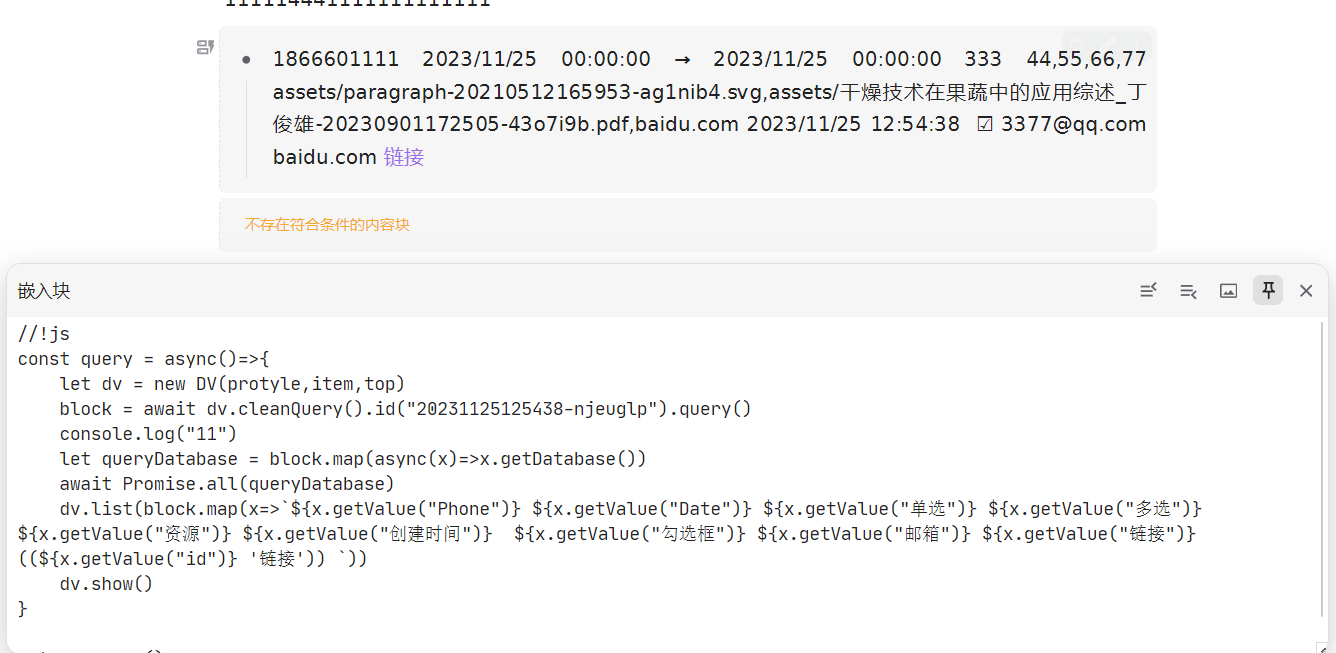 1866601111 2023/11/25 00:00:00 → 2023/11/25 00:00:00 333 44,55,66,77
assets/paragraph-20210512165953-ag1nib4.svg,assets/干燥技术在果蔬中的应用综述_丁
俊雄-20230901172505-43o7i9b.pdf,baidu.com 2023/11/25 12:54:38 ☑ 3377@qq.com
baidu.com 链接
不存在符合条件的内容块
嵌入块
//!js
const query = async()=>{
    let dv = new DV(protyle,item,top)
    block = await dv.cleanQuery().id("20231125125438-njeuglp").query()
    console.log("11")
    let queryDatabase = block.map(async(x)=>x.getDatabase())
    await Promise.all(queryDatabase)
    dv.list(block.map(x=>`${x.getValue("Phone")} ${x.getValue("Date")} ${x.getValue("单选")} ${x.getValue("多选")}
${x.getValue("资源")} ${x.getValue("创建时间")}  ${x.getValue("勾选框")} ${x.getValue("邮箱")} ${x.getValue("链接")}
((${x.getValue("id")} '链接')) `))
    dv.show()
}